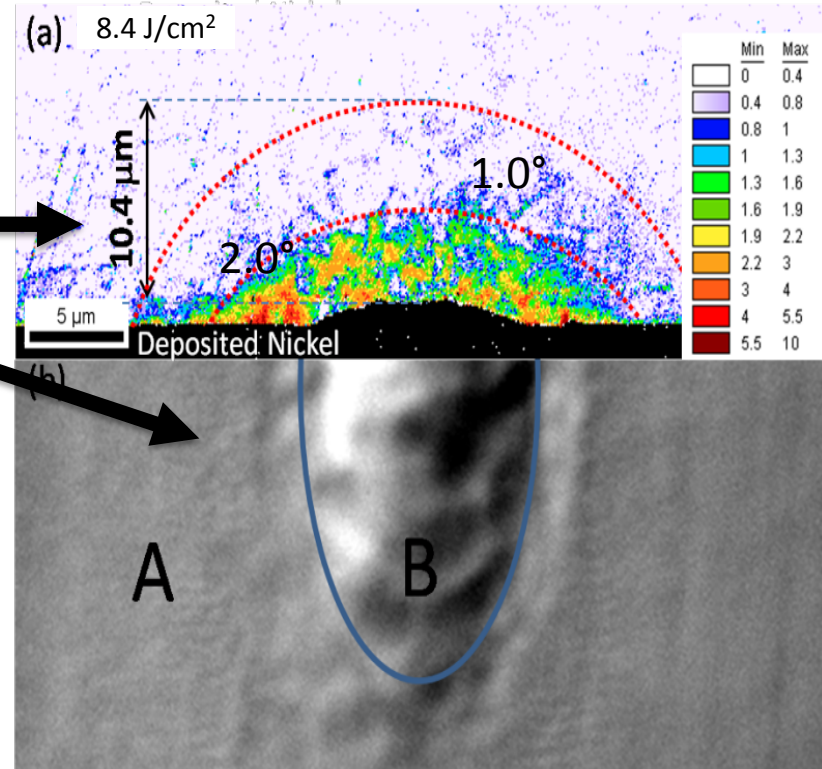 (a) 8.4 J/cm²
10.4 µm
1.0°
2.0°
5 µm
Deposited Nickel
Min Max
0 0.4
0.4 0.8
0.8 1
1 1.3
1.3 1.6
1.6 1.9
1.9 2.2
2.2 3
3 4
4 5.5
5.5 10
(b)
A
B